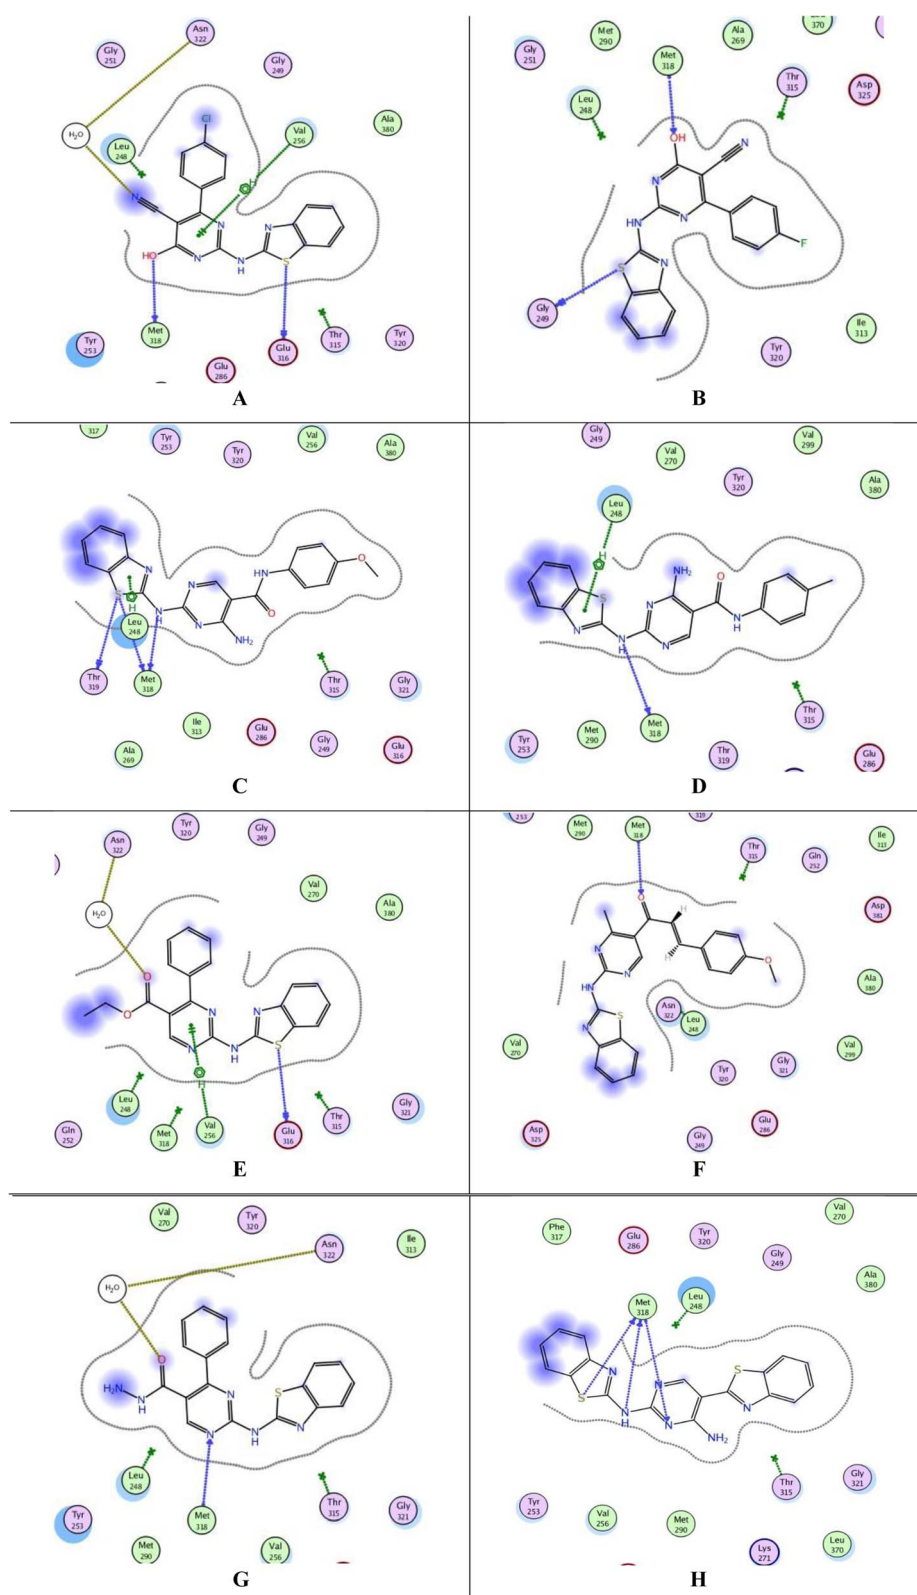 Asn
322
Gly
251
Gly
249
H₂O
Leu
248
Cl
Val
256
Ala
380
H
N
N
N
HO
N
N
H
S
Tyr
253
Met
318
Glu
286
Glu
316
Thr
315
Tyr
320
A
Met
290
Ala
269
370
Gly
251
Met
318
Thr
315
Asp
325
Leu
248
OH
N
N
HN
N
N
S
F
Gly
249
Tyr
320
Ile
313
B
317
Tyr
253
Tyr
320
Val
256
Ala
380
N
S
H
N
H
N
N
NH₂
HN
O
O
Leu
248
Thr
319
Met
318
Thr
315
Gly
321
Ile
313
Glu
286
Gly
249
Glu
316
Ala
269
C
Gly
249
Val
270
Val
299
Tyr
320
Ala
380
Leu
248
H
S
N
N
H
N
N
NH₂
O
N
H
Tyr
253
Met
290
Met
318
Thr
319
Thr
315
Glu
286
D
Asn
322
Tyr
320
Gly
249
H₂O
Val
270
Ala
380
O
O
N
N
N
H
N
S
H
Leu
248
Gln
252
Met
318
Val
256
Glu
316
Thr
315
Gly
321
E
253
Met
290
Met
318
319
Thr
315
Gln
252
Ile
313
Asp
381
O
H
H
N
N
HN
N
S
O
Ala
380
Asn
322
Leu
248
Val
270
Val
299
Tyr
320
Gly
321
Asp
325
Gly
249
Glu
286
F
Val
270
Tyr
320
Asn
322
Ile
313
H₂O
O
H₂N
N
H
N
N
N
H
S
N
Leu
248
Tyr
253
Met
318
Met
290
Val
256
Thr
315
Gly
321
G
Phe
317
Glu
286
Tyr
320
Val
270
Gly
249
Ala
380
Met
318
Leu
248
N
S
N
H
N
N
NH₂
S
N
Tyr
253
Val
256
Met
290
Thr
315
Gly
321
Lys
271
Leu
370
H